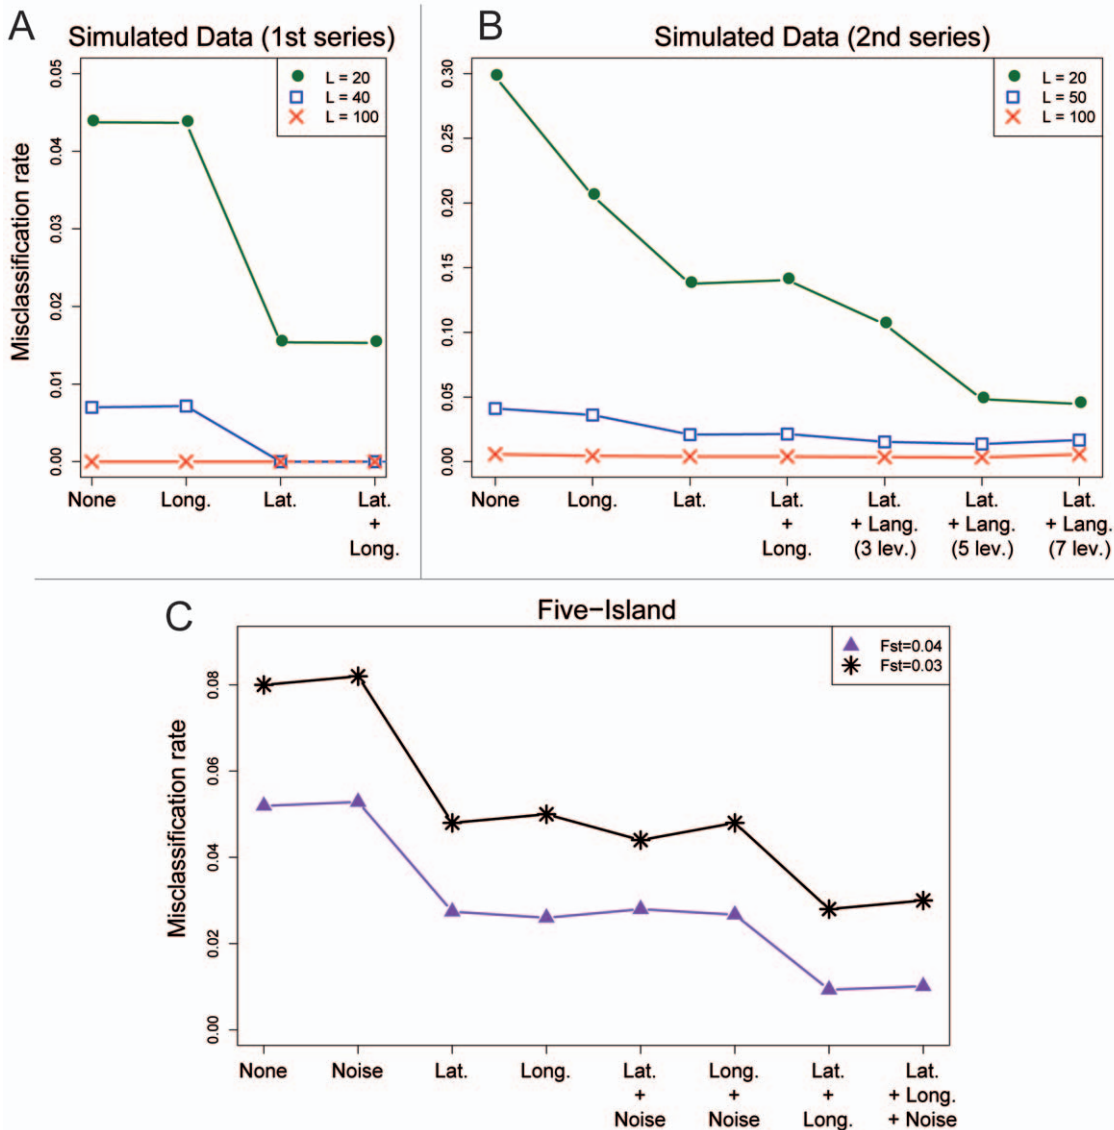 A
Simulated Data (1st series)
L = 20
L = 40
L = 100
Misclassification rate
0.05
0.04
0.03
0.02
0.01
0.00
None
Long.
Lat.
Lat.
+
Long.
B
Simulated Data (2nd series)
L = 20
L = 50
L = 100
0.30
0.25
0.20
0.15
0.10
0.05
0.00
None
Long.
Lat.
Lat.
+
Long.
Lat.
+ Lang.
(3 lev.)
Lat.
+ Lang.
(5 lev.)
Lat.
+ Lang.
(7 lev.)
C
Five−Island
Fst=0.04
Fst=0.03
Misclassification rate
0.08
0.06
0.04
0.02
0.00
None
Noise
Lat.
Long.
Lat.
+
Noise
Long.
+
Noise
Lat.
+
Long.
Lat.
+ Long.
+ Noise